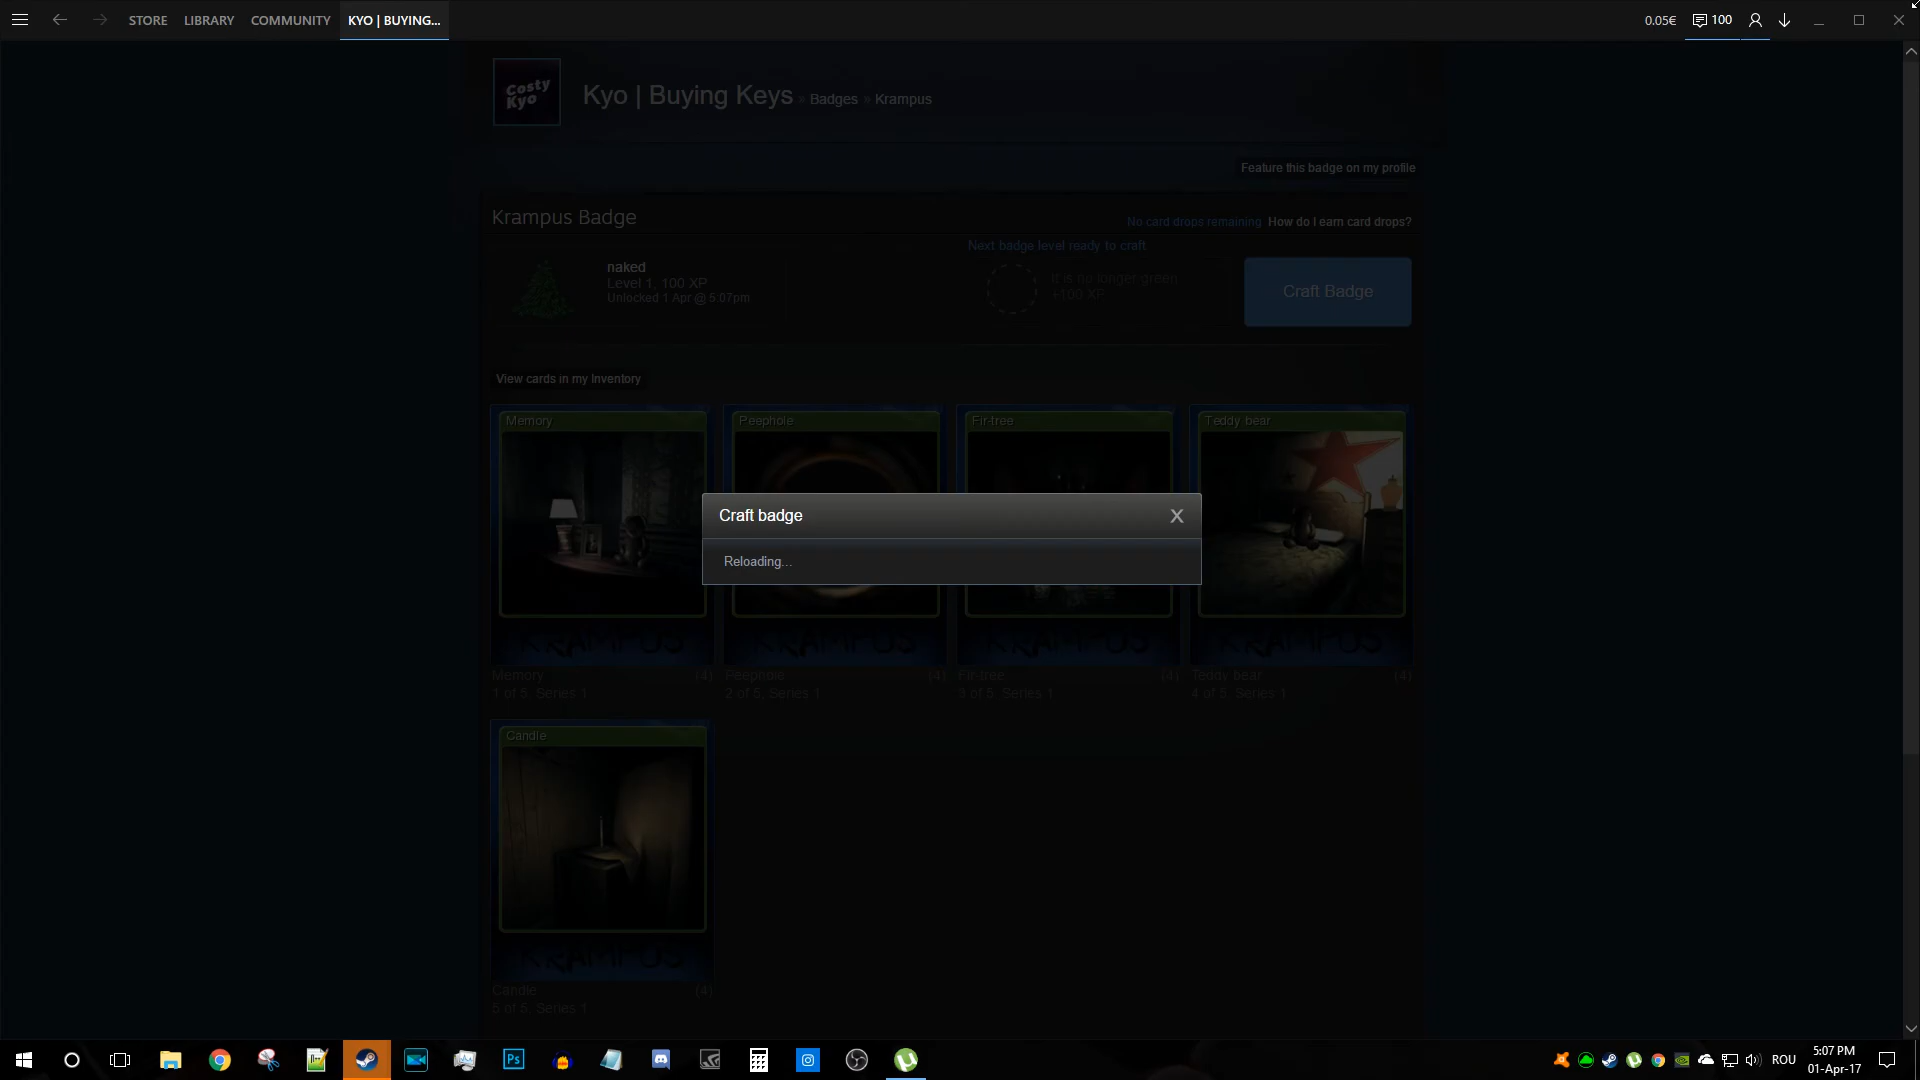 STORE LIBRARY COMMUNITY KYO | BUYING... 0.05€ 100
Costy
Kyo
Kyo | Buying Keys » Badges » Krampus
Feature this badge on my profile
Krampus Badge
No card drops remaining How do I earn card drops?
Next badge level ready to craft
naked
Level 1, 100 XP
Unlocked 1 Apr @ 5:07pm
It is no longer green
+100 XP
Craft Badge
View cards in my Inventory
Memory Peephole Fir-tree Teddy bear
Craft badge X
Reloading...
KRAMPUS KRAMPUS KRAMPUS KRAMPUS
Memory (4) Peephole (4) Fir-tree (4) Teddy bear (4)
1 of 5, Series 1 2 of 5, Series 1 3 of 5, Series 1 4 of 5, Series 1
Candle
KRAMPUS
Candle (4)
5 of 5, Series 1
Ps ROU 5:07 PM
01-Apr-17